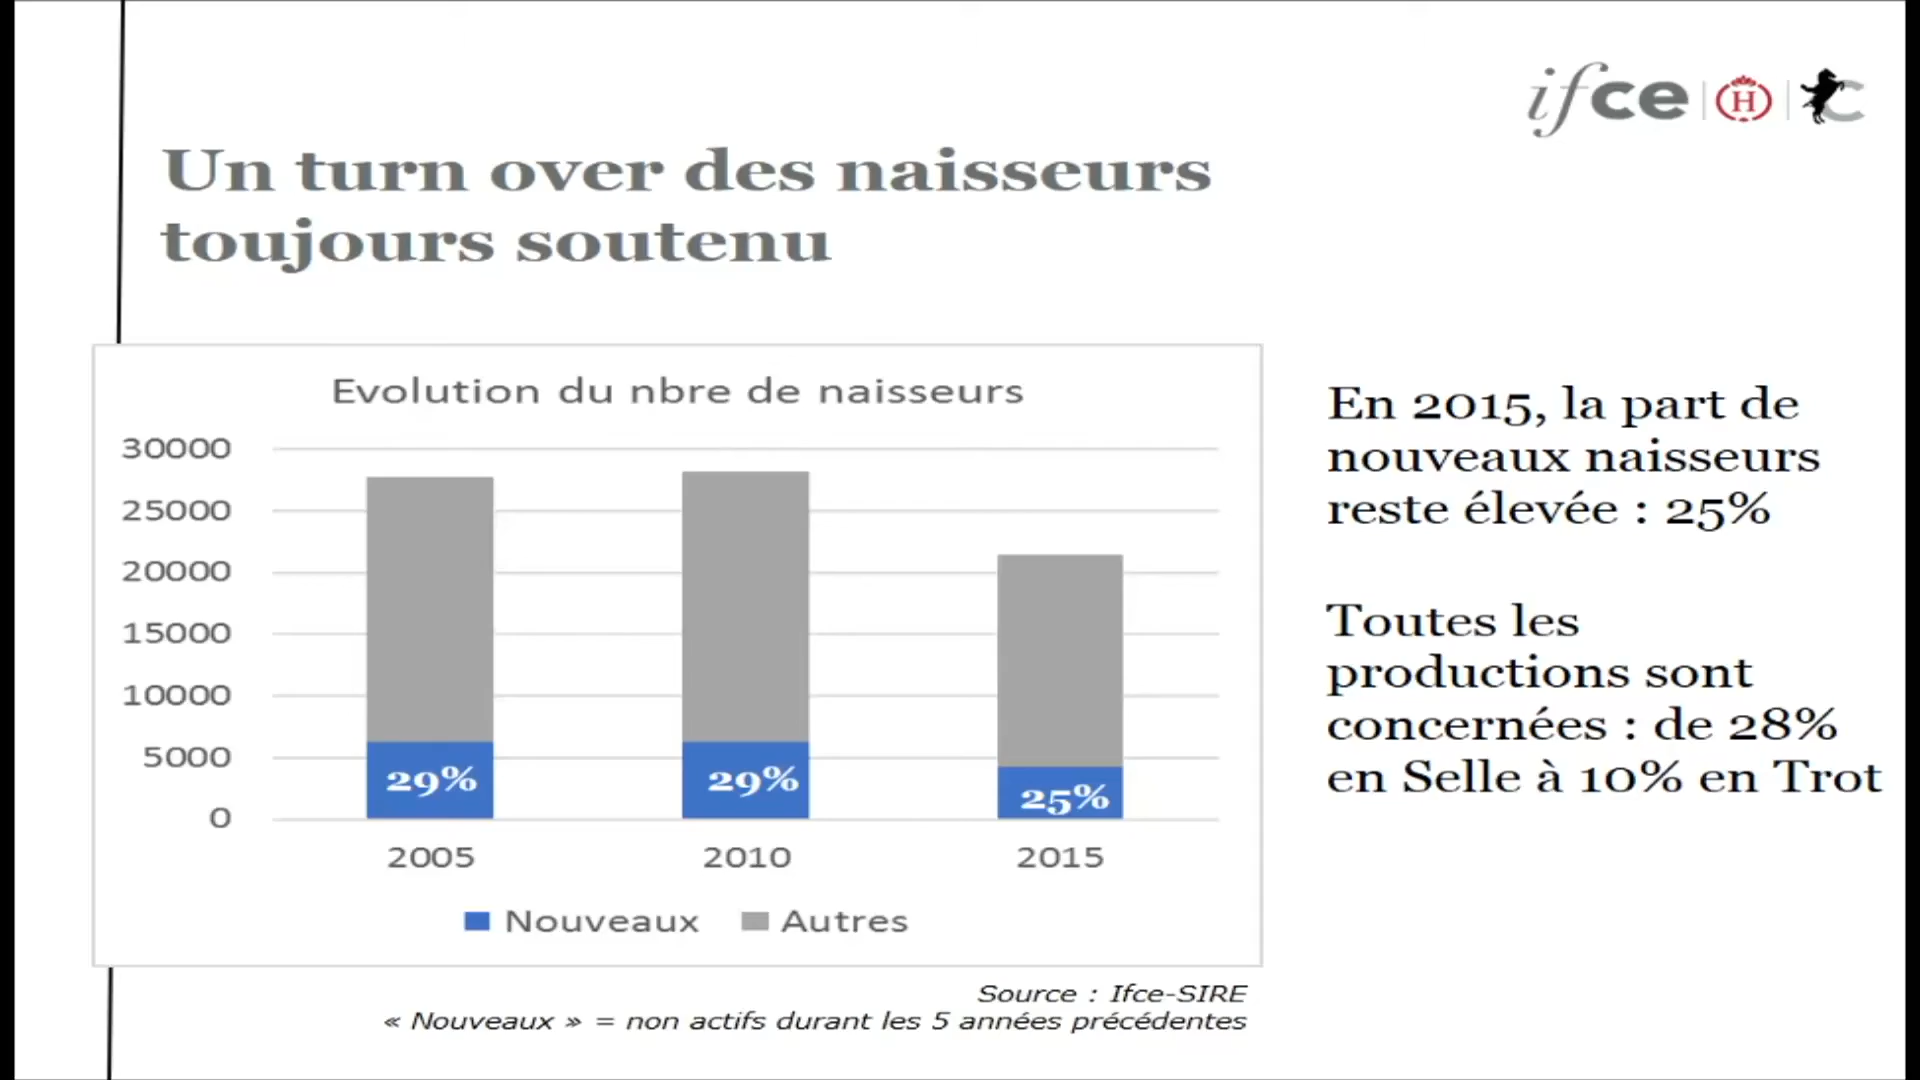 ifce
H
Un turn over des naisseurs
toujours soutenu
Evolution du nbre de naisseurs
30000
25000
20000
15000
10000
5000
0
29%
29%
25%
2005
2010
2015
Nouveaux
Autres
Source : Ifce-SIRE
« Nouveaux » = non actifs durant les 5 années précédentes
En 2015, la part de
nouveaux naisseurs
reste élevée : 25%
Toutes les
productions sont
concernées : de 28%
en Selle à 10% en Trot